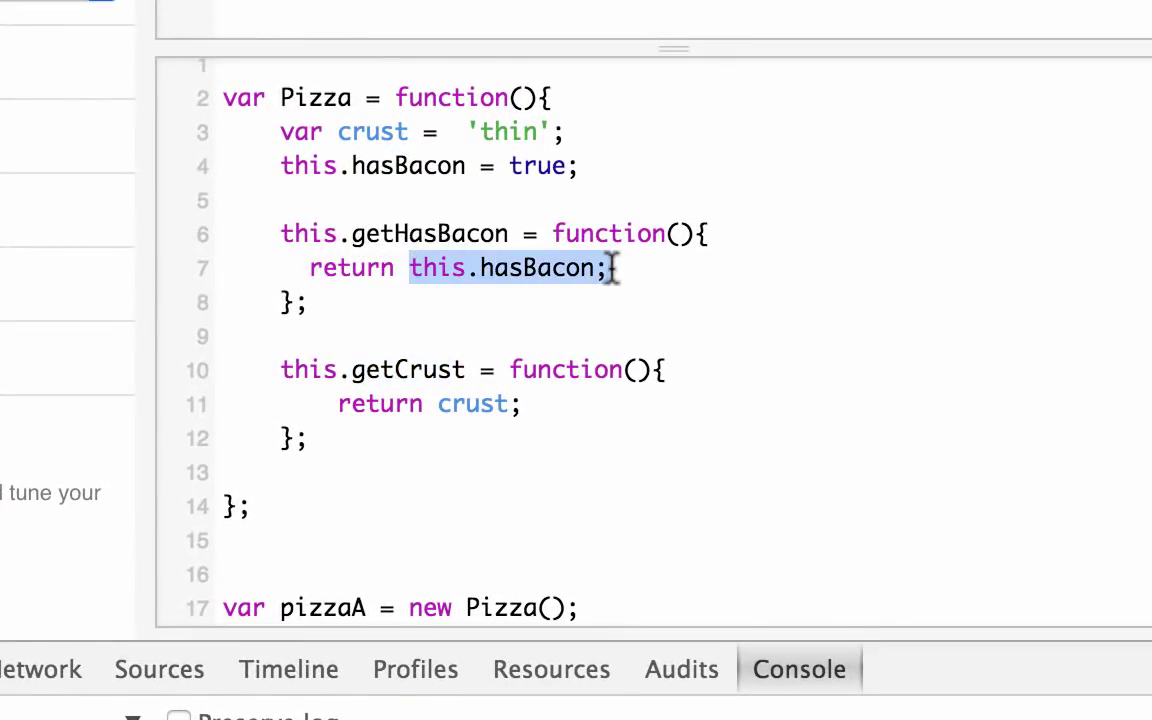 1
2 var Pizza = function(){
3 var crust = 'thin';
4 this.hasBacon = true;
5
6 this.getHasBacon = function(){
7 return this.hasBacon;
8 };
9
10 this.getCrust = function(){
11 return crust;
12 };
13
14 };
15
16
17 var pizzaA = new Pizza();
tune your
Sources Timeline Profiles Resources Audits Console
Preserve log